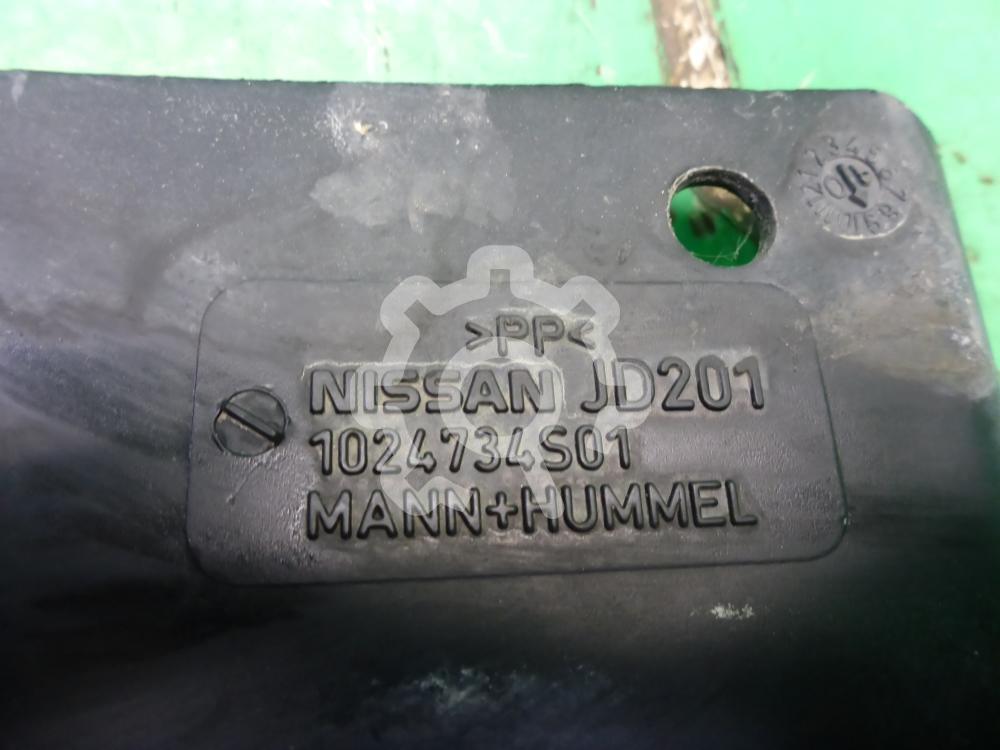 >PP<
NISSAN JD201
1024734S01
MANN+HUMMEL